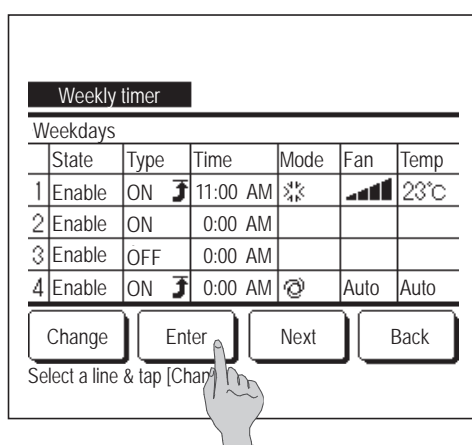 Weekly timer
Weekdays
State Type Time Mode Fan Temp
1 Enable ON 11:00 AM 23°C
2 Enable ON 0:00 AM
3 Enable OFF 0:00 AM
4 Enable ON 0:00 AM Auto Auto
Change Enter Next Back
Select a line & tap [Chan